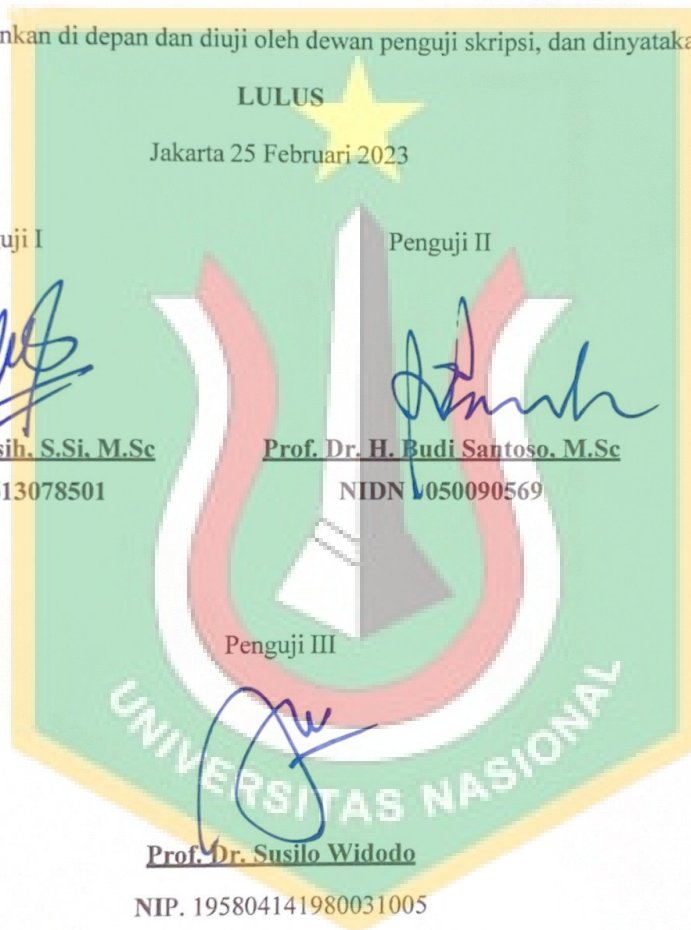 nkan di depan dan diuji oleh dewan penguji skripsi, dan dinyataka
LULUS
Jakarta 25 Februari 2023
uji I
Penguji II
sih, S.Si, M.Sc
Prof. Dr. H. Budi Santoso, M.Sc
13078501
NIDN 050090569
Penguji III
UNIVERSITAS NASIONAL
Prof. Dr. Susilo Widodo
NIP. 195804141980031005